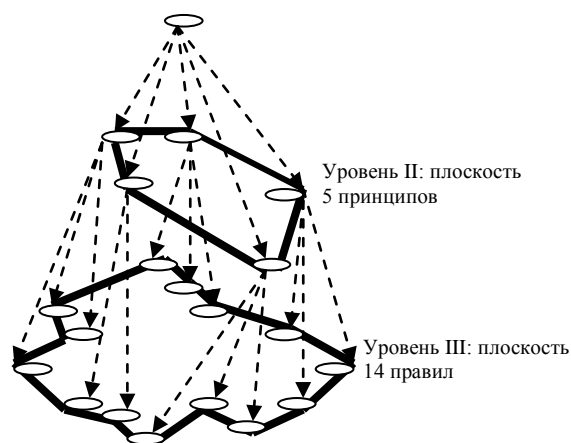 Уровень II: плоскость
5 принципов
Уровень III: плоскость
14 правил